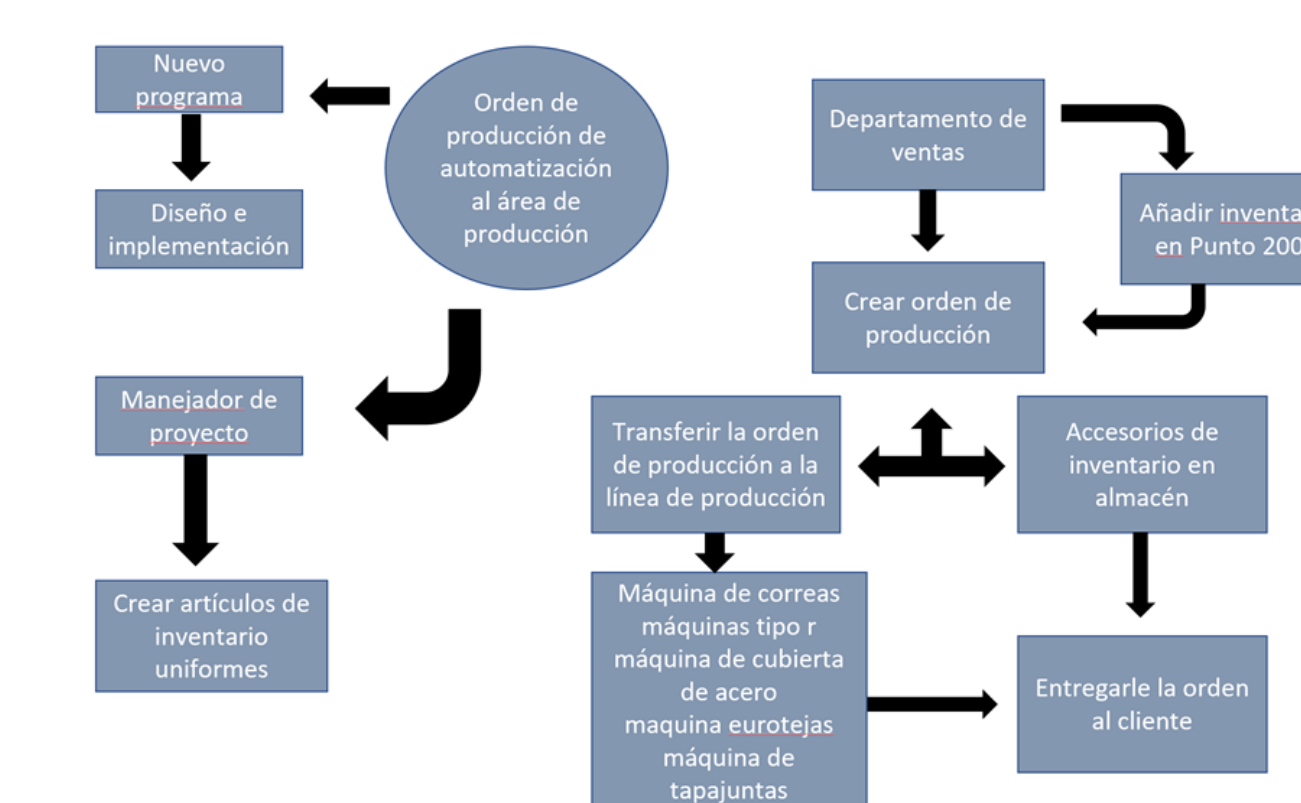 Nuevo
programa
Diseño e
implementación
Orden de
producción de
automatización
al área de
producción
Manejador de
proyecto
Crear artículos de
inventario
uniformes
Departamento de
ventas
Añadir
en Punto
Crear orden de
producción
Transferir la orden
de producción a la
línea de producción
Accesorios de
inventario en
almacén
Máquina de correas
máquinas tipo r
máquina de cubierta
de acero
maquina eurotejas
máquina de
tapajuntas
Entregarle la orden
al cliente